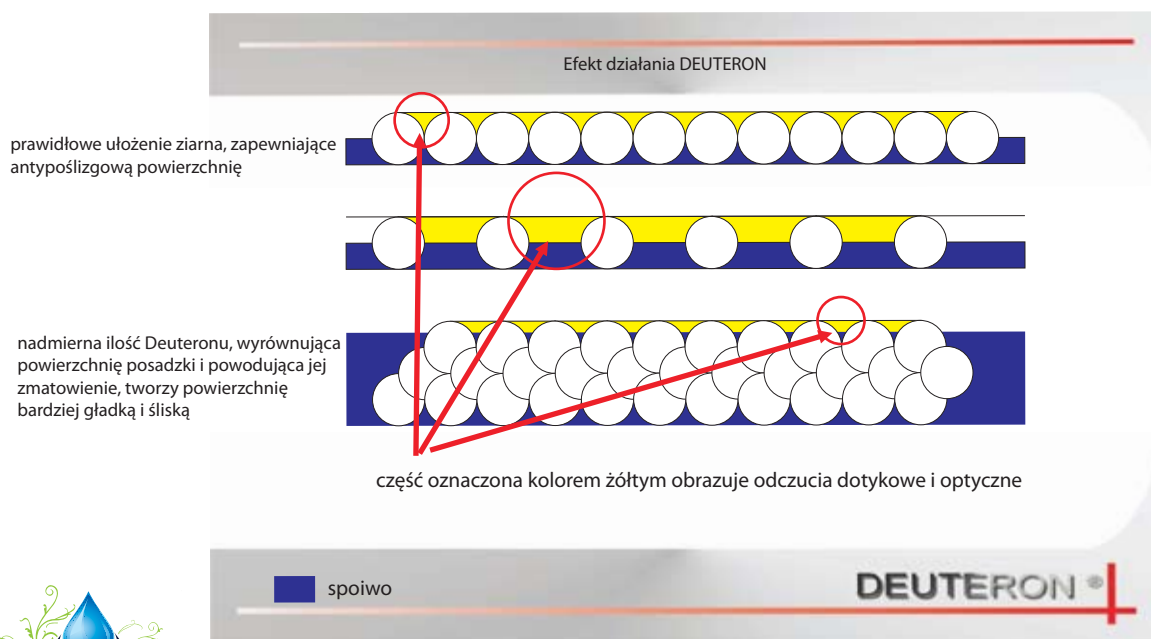 Efekt działania DEUTERON
prawidłowe ułożenie ziarna, zapewniające
antypoślizgową powierzchnię
nadmierna ilość Deuteronu, wyrównująca
powierzchnię posadzki i powodująca jej
zmatowienie, tworzy powierzchnię
bardziej gładką i śliską
część oznaczona kolorem żółtym obrazuje odczucia dotykowe i optyczne
spoiwo
DEUTERON ®